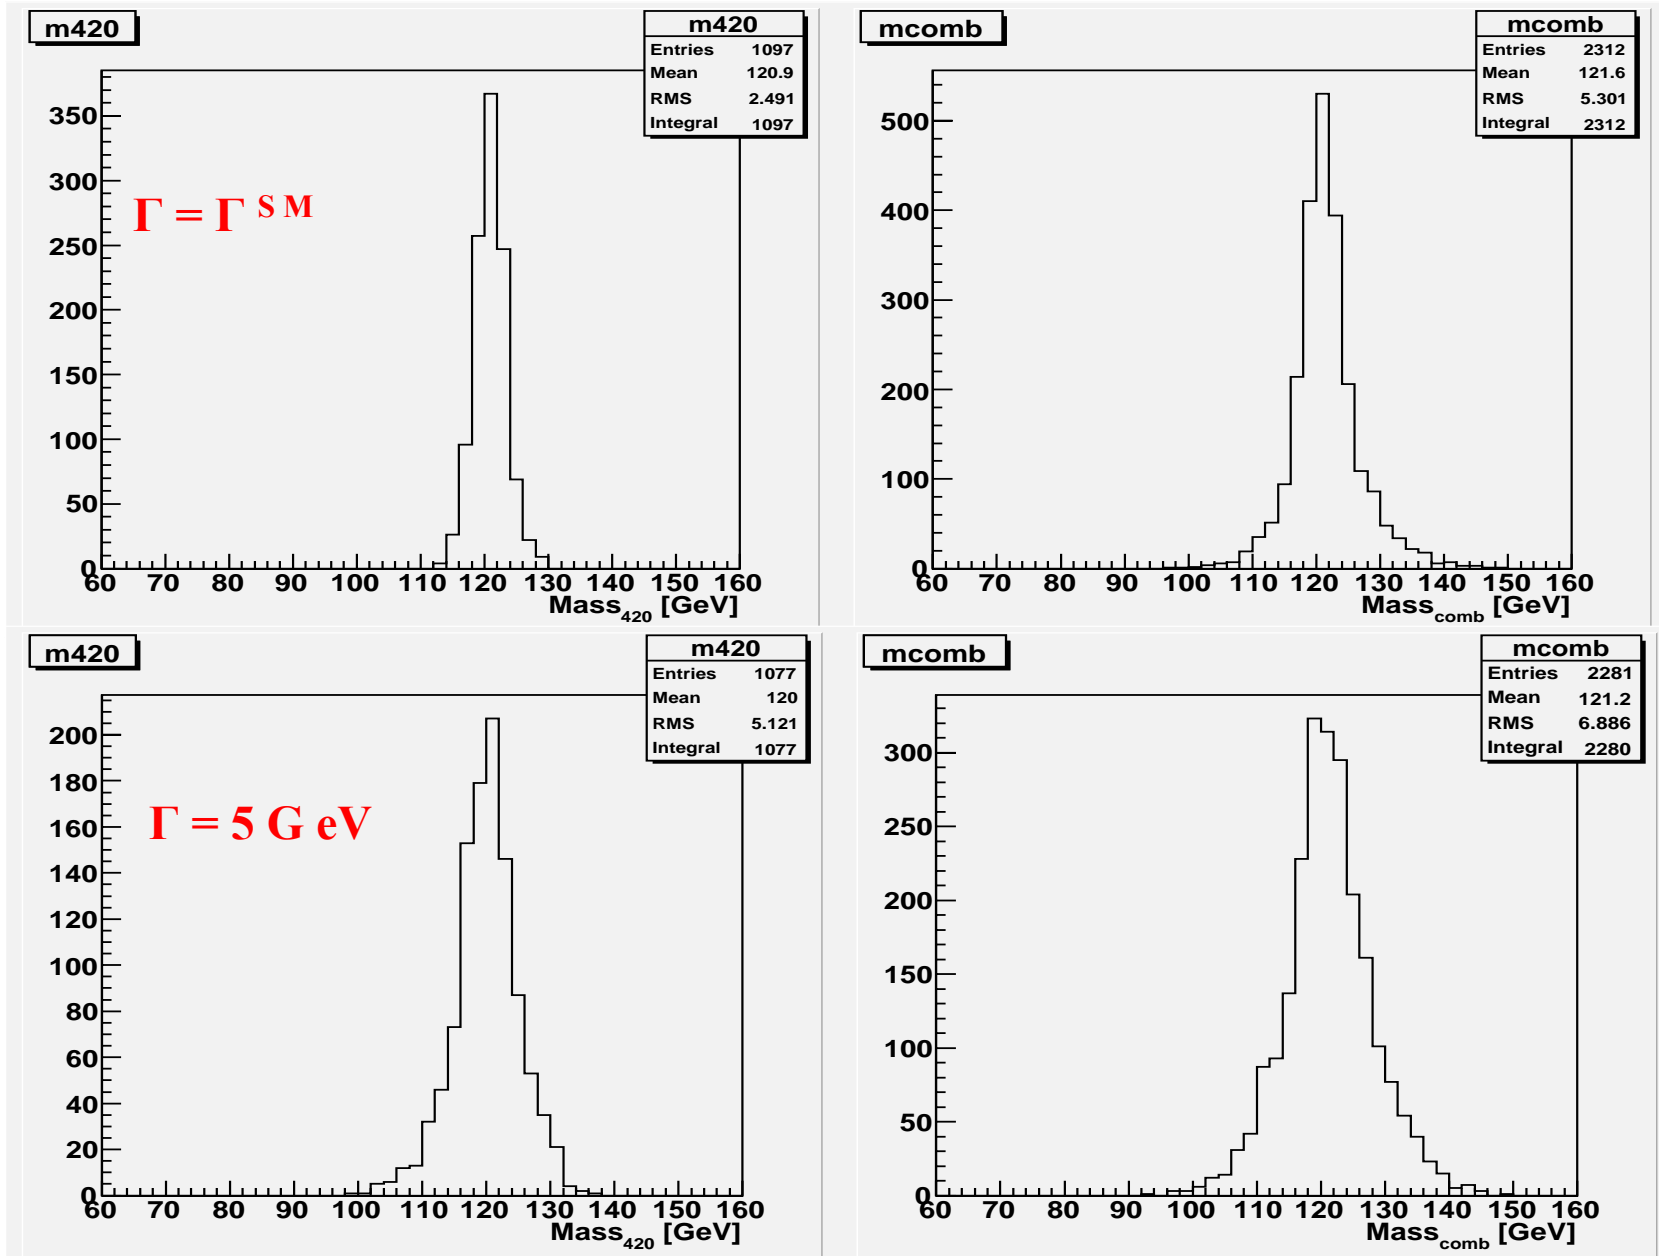 m420
m420
Entries 1097
Mean 120.9
RMS 2.491
Integral 1097
350
300
250
200
150
100
50
0
Γ = Γ S M
60 70 80 90 100 110 120 130 140 150 160
Mass420 [GeV]
mcomb
mcomb
Entries 2312
Mean 121.6
RMS 5.301
Integral 2312
500
400
300
200
100
0
60 70 80 90 100 110 120 130 140 150 160
Masscomb [GeV]
m420
m420
Entries 1077
Mean 120
RMS 5.121
Integral 1077
200
180
160
140
120
100
80
60
40
20
0
Γ = 5 G eV
60 70 80 90 100 110 120 130 140 150 160
Mass420 [GeV]
mcomb
mcomb
Entries 2281
Mean 121.2
RMS 6.886
Integral 2280
300
250
200
150
100
50
0
60 70 80 90 100 110 120 130 140 150 160
Masscomb [GeV]